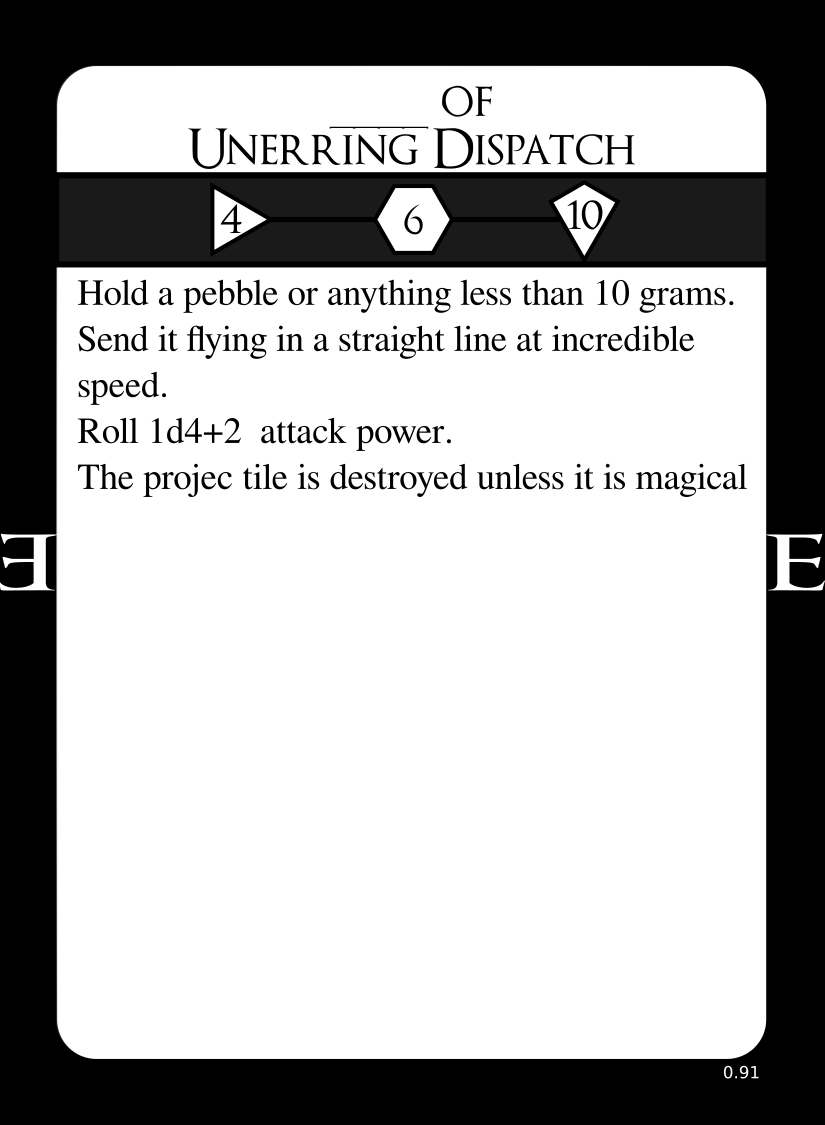 ____ OF
UNERRING DISPATCH
4 6 10
Hold a pebble or anything less than 10 grams.
Send it flying in a straight line at incredible
speed.
Roll 1d4+2  attack power.
The projec tile is destroyed unless it is magical
E E
0.91